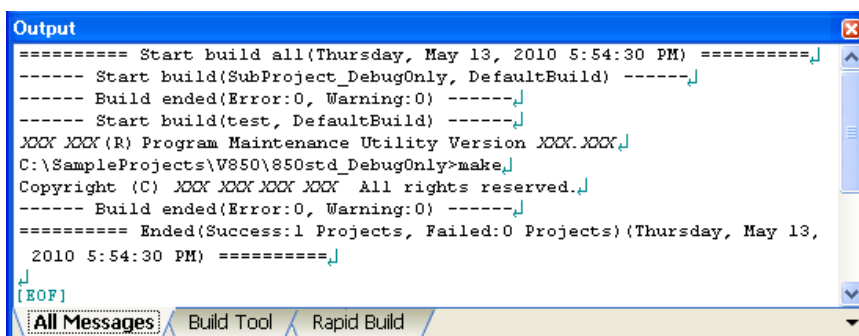 Output
========== Start build all(Thursday, May 13, 2010 5:54:30 PM) ==========
------ Start build(SubProject_DebugOnly, DefaultBuild) ------
------ Build ended(Error:0, Warning:0) ------
------ Start build(test, DefaultBuild) ------
XXX XXX(R) Program Maintenance Utility Version XXX.XXX
C:\SampleProjects\V850\850std_DebugOnly>make
Copyright (C) XXX XXX XXX XXX All rights reserved.
------ Build ended(Error:0, Warning:0) ------
========== Ended(Success:1 Projects, Failed:0 Projects)(Thursday, May 13,
2010 5:54:30 PM) ==========
[EOF]
All Messages Build Tool Rapid Build